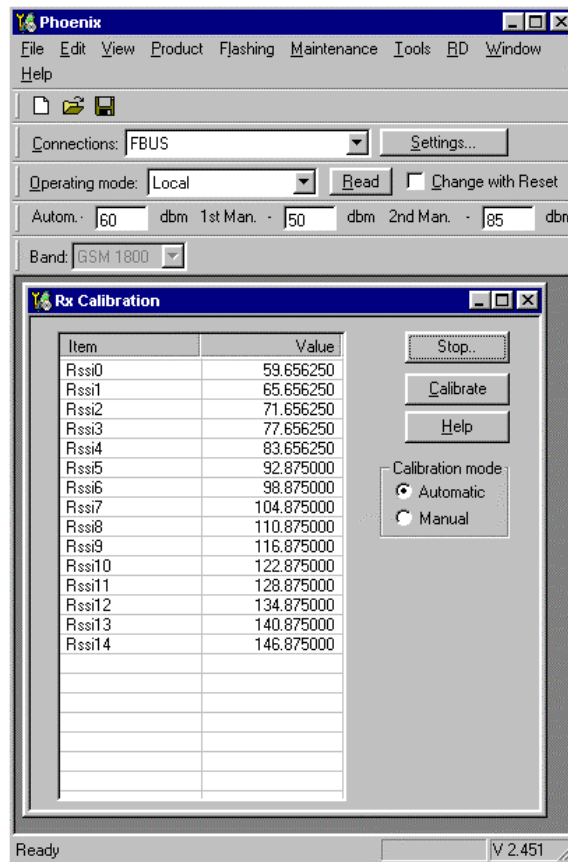 Phoenix
File Edit View Product Flashing Maintenance Tools RD Window
Help
Connections: FBUS Settings...
Operating mode: Local Read Change with Reset
Autom. - 60 dbm 1st Man. - 50 dbm 2nd Man. - 85 dbm
Band: GSM 1800
Rx Calibration
Item Value
Rssi0 59.656250
Rssi1 65.656250
Rssi2 71.656250
Rssi3 77.656250
Rssi4 83.656250
Rssi5 92.875000
Rssi6 98.875000
Rssi7 104.875000
Rssi8 110.875000
Rssi9 116.875000
Rssi10 122.875000
Rssi11 128.875000
Rssi12 134.875000
Rssi13 140.875000
Rssi14 146.875000
Stop..
Calibrate
Help
Calibration mode
Automatic
Manual
Ready V 2.451